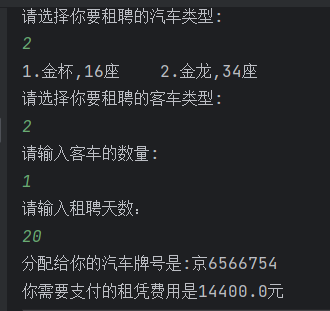 请选择你要租聘的汽车类型:
2
1.金杯,16座    2.金龙,34座
请选择你要租聘的客车类型:
2
请输入客车的数量:
1
请输入租聘天数：
20
分配给你的汽车牌号是:京6566754
你需要支付的租赁费用是14400.0元